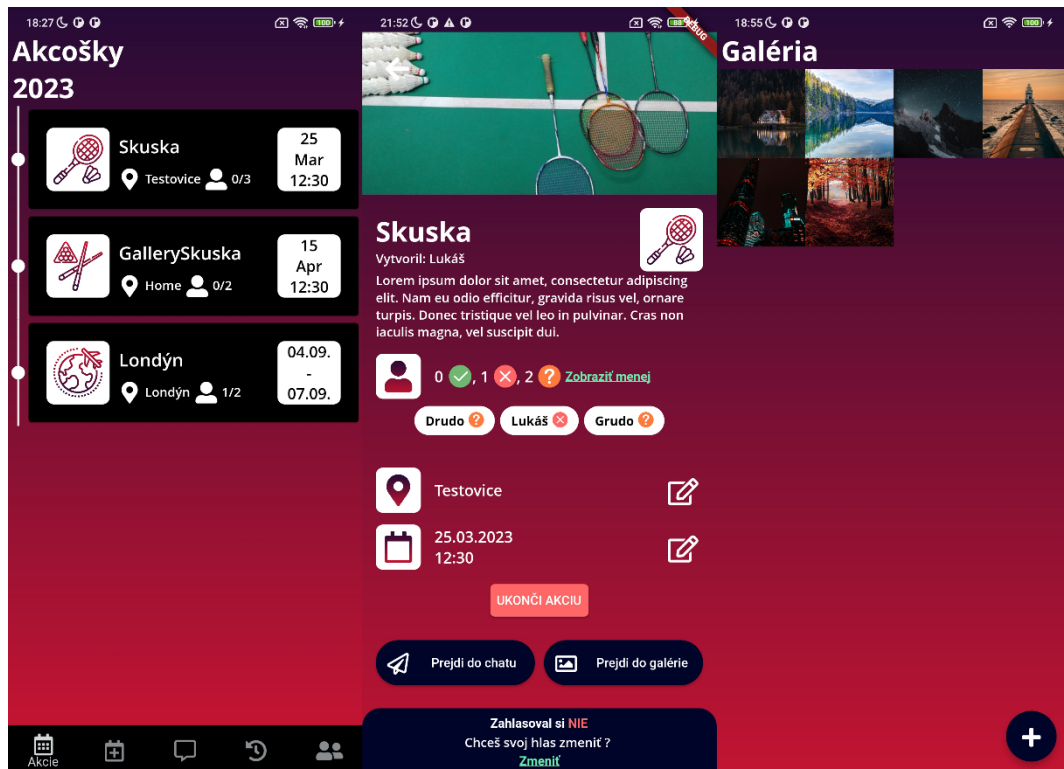 18:27
100
Akcošky
2023
Skuska
Testovice 0/3
25
Mar
12:30
GallerySkuska
Home 0/2
15
Apr
12:30
Londýn
Londýn 1/2
04.09.
-
07.09.
Akcie
21:52
88
DEBUG
Skuska
Vytvoril: Lukáš
Lorem ipsum dolor sit amet, consectetur adipiscing
elit. Nam eu odio efficitur, gravida risus vel, ornare
turpis. Donec tristique vel leo in pulvinar. Cras non
iaculis magna, vel suscipit dui.
0 , 1 , 2 ? Zobraziť menej
Drudo ? Lukáš Grudo ?
Testovice
25.03.2023
12:30
UKONČI AKCIU
Prejdi do chatu Prejdi do galérie
Zahlasoval si NIE
Chceš svoj hlas zmeniť ?
Zmeniť
18:55
100
Galéria